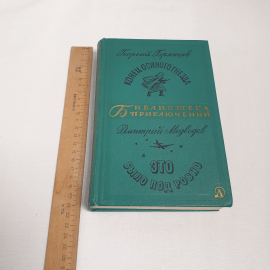 Георгий Брянцев
КОНЕЦ ОСИНОГО ГНЕЗДА
БИБЛИОТЕКА
ПРИКЛЮЧЕНИЙ
Дмитрий Медведев
ЭТО
БЫЛО ПОД РОВНО